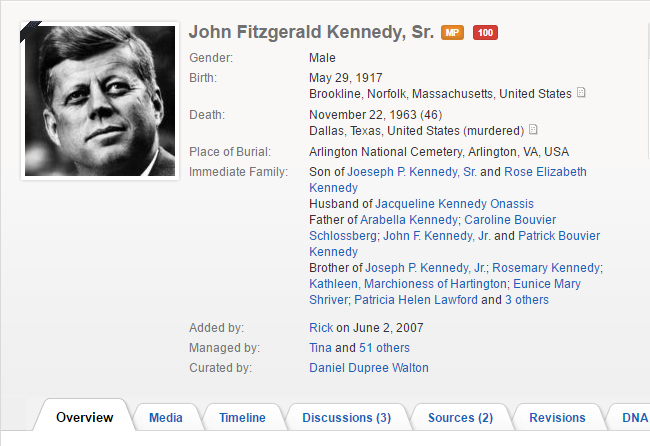 John Fitzgerald Kennedy, Sr. MP 100
Gender: Male
Birth: May 29, 1917
Brookline, Norfolk, Massachusetts, United States
Death: November 22, 1963 (46)
Dallas, Texas, United States (murdered)
Place of Burial: Arlington National Cemetery, Arlington, VA, USA
Immediate Family: Son of Joeseph P. Kennedy, Sr. and Rose Elizabeth
Kennedy
Husband of Jacqueline Kennedy Onassis
Father of Arabella Kennedy; Caroline Bouvier
Schlossberg; John F. Kennedy, Jr. and Patrick Bouvier
Kennedy
Brother of Joseph P. Kennedy, Jr.; Rosemary Kennedy;
Kathleen, Marchioness of Hartington; Eunice Mary
Shriver; Patricia Helen Lawford and 3 others
Added by: Rick on June 2, 2007
Managed by: Tina and 51 others
Curated by: Daniel Dupree Walton
Overview Media Timeline Discussions (3) Sources (2) Revisions DNA